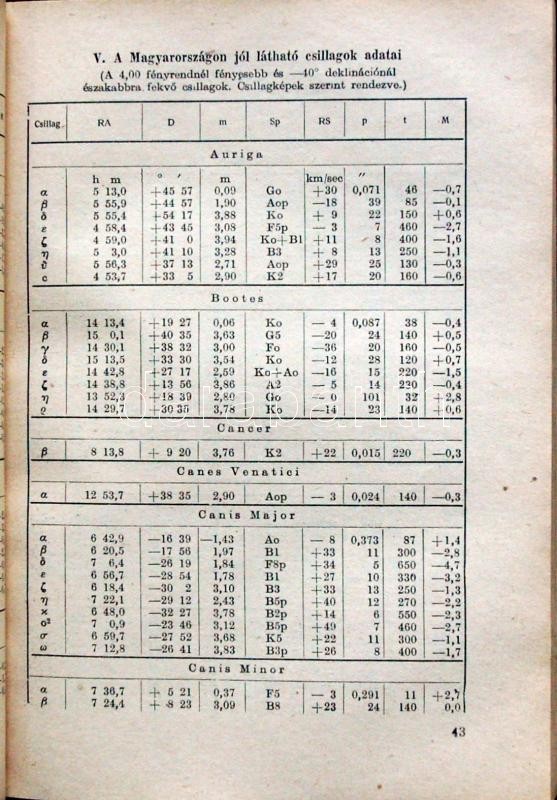 V. A Magyarországon jól látható csillagok adatai
(A 4,00 fényrendnél fényesebb és —40° deklinációnál
északabbra fekvő csillagok. Csillagképek szerint rendezve.)
Csillag RA D m Sp RS p t M
Auriga
h m ° ′ m km/sec ″
α 5 13,0 +45 57 0,09 Go +30 0,071 46 —0,7
β 5 55,9 +44 57 1,90 Aop —18 39 85 —0,1
δ 5 55,4 +54 17 3,88 Ko + 9 22 150 +0,6
ε 4 58,4 +43 45 3,08 F5p — 3 7 460 —2,7
ζ 4 59,0 +41 0 3,94 Ko+B1 +11 8 400 —1,6
η 5 3,0 +41 10 3,28 B3 + 8 13 250 —1,1
ϑ 5 56,3 +37 13 2,71 Aop +29 25 130 —0,3
ι 4 53,7 +33 5 2,90 K2 +17 20 160 —0,6
Bootes
α 14 13,4 +19 27 0,06 Ko — 4 0,087 38 —0,4
β 15 0,1 +40 35 3,63 G5 —20 24 140 +0,5
γ 14 30,1 +38 32 3,00 Fo —36 20 160 —0,5
δ 15 13,5 +33 30 3,54 Ko —12 28 120 +0,7
ε 14 42,8 +27 17 2,59 Ko+Ao —16 15 220 —1,5
ζ 14 38,8 +13 56 3,86 A2 — 5 14 230 —0,4
η 13 52,3 +18 39 2,80 Go — 0 101 32 +2,8
ϱ 14 29,7 +30 35 3,78 Ko —14 23 140 +0,6
Cancer
β 8 13,8 + 9 20 3,76 K2 +22 0,015 220 —0,3
Canes Venatici
α 12 53,7 +38 35 2,90 Aop — 3 0,024 140 —0,3
Canis Major
α 6 42,9 —16 39 —1,43 Ao — 8 0,373 87 +1,4
β 6 20,5 —17 56 1,97 B1 +33 11 300 —2,8
δ 7 6,4 —26 19 1,84 F8p +34 5 650 —4,7
ε 6 56,7 —28 54 1,78 B1 +27 10 330 —3,2
ζ 6 18,4 —30 2 3,10 B3 +33 13 250 —1,3
η 7 22,1 —29 12 2,43 B5p +40 12 270 —2,2
κ 6 48,0 —32 27 3,78 B2p +14 6 550 —2,3
o² 7 0,9 —23 46 3,12 B5p +49 7 460 —2,7
σ 6 59,7 —27 52 3,68 K5 +22 11 300 —1,1
ω 7 12,8 —26 41 3,83 B3p +26 8 400 —1,7
Canis Minor
α 7 36,7 + 5 21 0,37 F5 — 3 0,291 11 +2,7
β 7 24,4 + 8 23 3,09 B8 +23 24 140 0,0
43